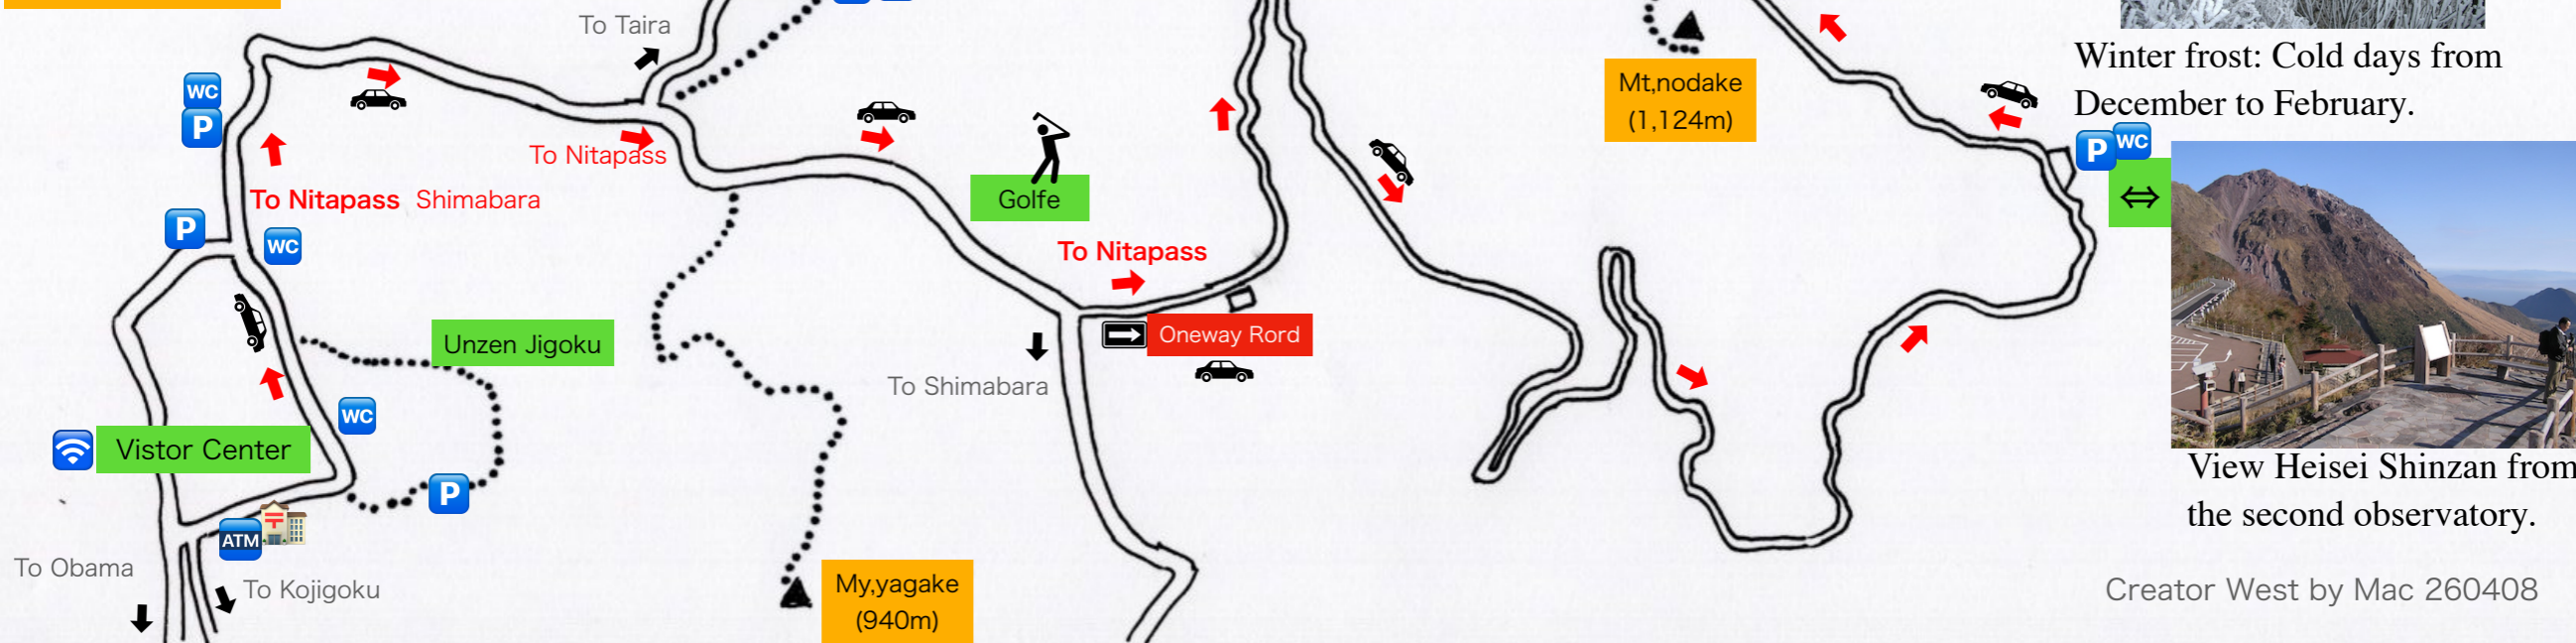 To Taira
WC
P
To Nitapass
To Nitapass Shimabara
P
WC
Golfe
To Nitapass
Oneway Rord
To Shimabara
Unzen Jigoku
WC
Vistor Center
P
ATM
To Obama
To Kojigoku
My,yagake
(940m)
Mt,nodake
(1,124m)
Winter frost: Cold days from
December to February.
P
WC
View Heisei Shinzan from
the second observatory.
Creator West by Mac 260408